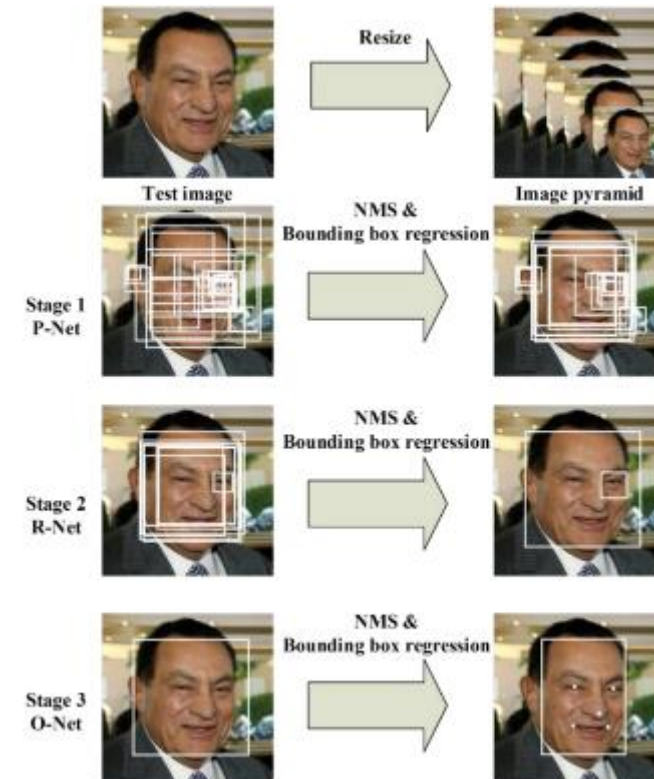 Resize
Test image
Image pyramid
NMS &
Bounding box regression
Stage 1
P-Net
NMS &
Bounding box regression
Stage 2
R-Net
NMS &
Bounding box regression
Stage 3
O-Net